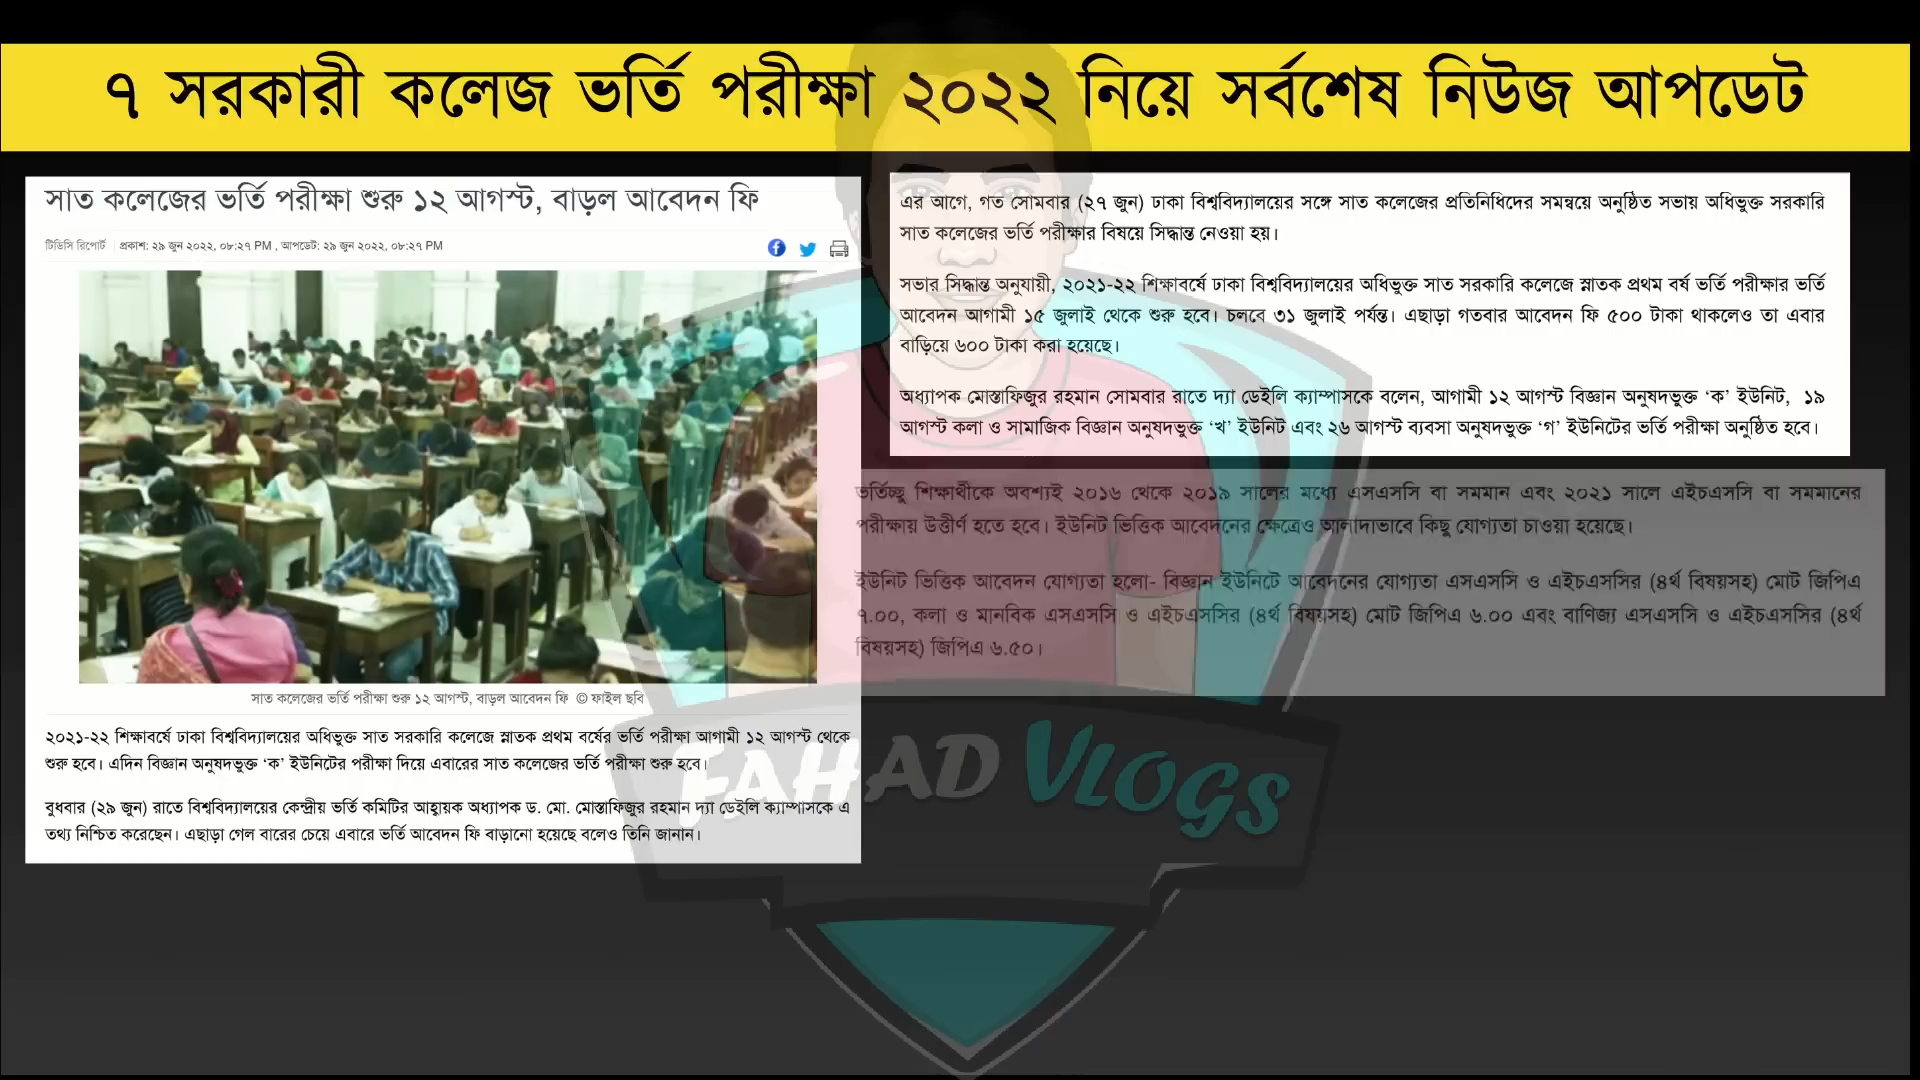 ৭ সরকারী কলেজ ভর্তি পরীক্ষা ২০২২ নিয়ে সর্বশেষ নিউজ আপডেট
সাত কলেজের ভর্তি পরীক্ষা শুরু ১২ আগস্ট, বাড়ল আবেদন ফি
টিডিসি রিপোর্ট প্রকাশ: ২৯ জুন ২০২২, ০৮:২৭ PM , আপডেট: ২৯ জুন ২০২২, ০৮:২৭ PM
সাত কলেজের ভর্তি পরীক্ষা শুরু ১২ আগস্ট, বাড়ল আবেদন ফি © ফাইল ছবি
২০২১-২২ শিক্ষাবর্ষে ঢাকা বিশ্ববিদ্যালয়ের অধিভুক্ত সাত সরকারি কলেজে স্নাতক প্রথম বর্ষের ভর্তি পরীক্ষা আগামী ১২ আগস্ট থেকে
শুরু হবে। এদিন বিজ্ঞান অনুষদভুক্ত ‘ক’ ইউনিটের পরীক্ষা দিয়ে এবারের সাত কলেজের ভর্তি পরীক্ষা শুরু হবে।
বুধবার (২৯ জুন) রাতে বিশ্ববিদ্যালয়ের কেন্দ্রীয় ভর্তি কমিটির আহ্বায়ক অধ্যাপক ড. মো. মোস্তাফিজুর রহমান দ্যা ডেইলি ক্যাম্পাসকে এ
তথ্য নিশ্চিত করেছেন। এছাড়া গেল বারের চেয়ে এবারে ভর্তি আবেদন ফি বাড়ানো হয়েছে বলেও তিনি জানান।
এর আগে, গত সোমবার (২৭ জুন) ঢাকা বিশ্ববিদ্যালয়ের সঙ্গে সাত কলেজের প্রতিনিধিদের সমন্বয়ে অনুষ্ঠিত সভায় অধিভুক্ত সরকারি
সাত কলেজের ভর্তি পরীক্ষার বিষয়ে সিদ্ধান্ত নেওয়া হয়।
সভার সিদ্ধান্ত অনুযায়ী, ২০২১-২২ শিক্ষাবর্ষে ঢাকা বিশ্ববিদ্যালয়ের অধিভুক্ত সাত সরকারি কলেজে স্নাতক প্রথম বর্ষ ভর্তি পরীক্ষার ভর্তি
আবেদন আগামী ১৫ জুলাই থেকে শুরু হবে। চলবে ৩১ জুলাই পর্যন্ত। এছাড়া গতবার আবেদন ফি ৫০০ টাকা থাকলেও তা এবার
বাড়িয়ে ৬০০ টাকা করা হয়েছে।
অধ্যাপক মোস্তাফিজুর রহমান সোমবার রাতে দ্যা ডেইলি ক্যাম্পাসকে বলেন, আগামী ১২ আগস্ট বিজ্ঞান অনুষদভুক্ত ‘ক’ ইউনিট, ১৯
আগস্ট কলা ও সামাজিক বিজ্ঞান অনুষদভুক্ত ‘খ’ ইউনিট এবং ২৬ আগস্ট ব্যবসা অনুষদভুক্ত ‘গ’ ইউনিটের ভর্তি পরীক্ষা অনুষ্ঠিত হবে।
ভর্তিচ্ছু শিক্ষার্থীকে অবশ্যই ২০১৬ থেকে ২০১৯ সালের মধ্যে এসএসসি বা সমমান এবং ২০২১ সালে এইচএসসি বা সমমানের
পরীক্ষায় উত্তীর্ণ হতে হবে। ইউনিট ভিত্তিক আবেদনের ক্ষেত্রেও আলাদাভাবে কিছু যোগ্যতা চাওয়া হয়েছে।
ইউনিট ভিত্তিক আবেদন যোগ্যতা হলো- বিজ্ঞান ইউনিটে আবেদনের যোগ্যতা এসএসসি ও এইচএসসির (৪র্থ বিষয়সহ) মোট জিপিএ
৭.০০, কলা ও মানবিক এসএসসি ও এইচএসসির (৪র্থ বিষয়সহ) মোট জিপিএ ৬.০০ এবং বাণিজ্য এসএসসি ও এইচএসসির (৪র্থ
বিষয়সহ) জিপিএ ৬.৫০।
FAHAD VLOGS